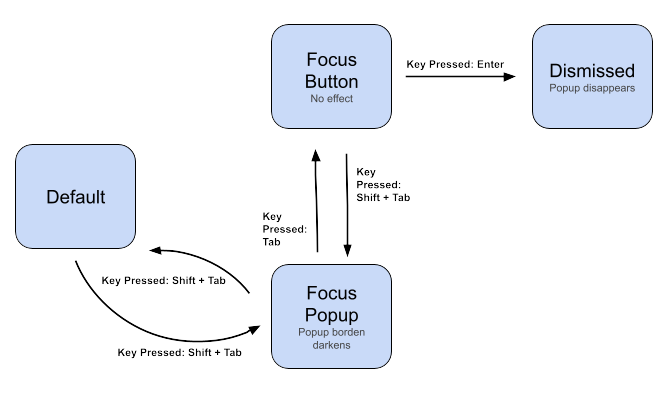 Focus
Button
No effect
Key Pressed: Enter
Dismissed
Popup disappears
Key
Pressed:
Shift + Tab
Default
Key
Pressed:
Tab
Key Pressed: Shift + Tab
Focus
Popup
Popup borden
darkens
Key Pressed: Shift + Tab